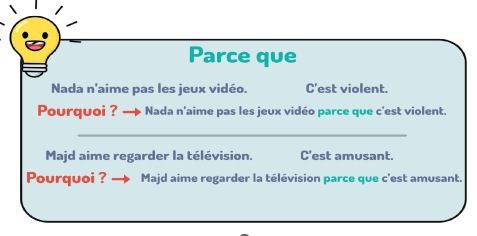 Parce que
Nada n'aime pas les jeux vidéo. C'est violent.
Pourquoi ? → Nada n'aime pas les jeux vidéo parce que c'est violent.
Majd aime regarder la télévision. C'est amusant.
Pourquoi ? → Majd aime regarder la télévision parce que c'est amusant.